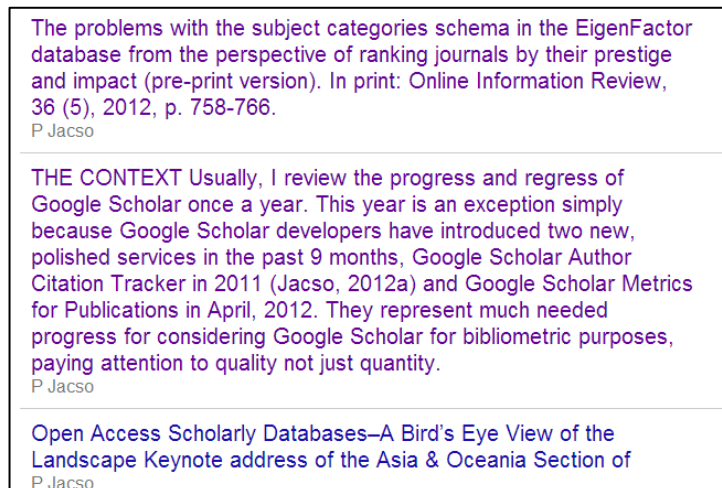 The problems with the subject categories schema in the EigenFactor
database from the perspective of ranking journals by their prestige
and impact (pre-print version). In print: Online Information Review,
36 (5), 2012, p. 758-766.
P Jacso
THE CONTEXT Usually, I review the progress and regress of
Google Scholar once a year. This year is an exception simply
because Google Scholar developers have introduced two new,
polished services in the past 9 months, Google Scholar Author
Citation Tracker in 2011 (Jacso, 2012a) and Google Scholar Metrics
for Publications in April, 2012. They represent much needed
progress for considering Google Scholar for bibliometric purposes,
paying attention to quality not just quantity.
P Jacso
Open Access Scholarly Databases–A Bird's Eye View of the
Landscape Keynote address of the Asia & Oceania Section of
P Jacso